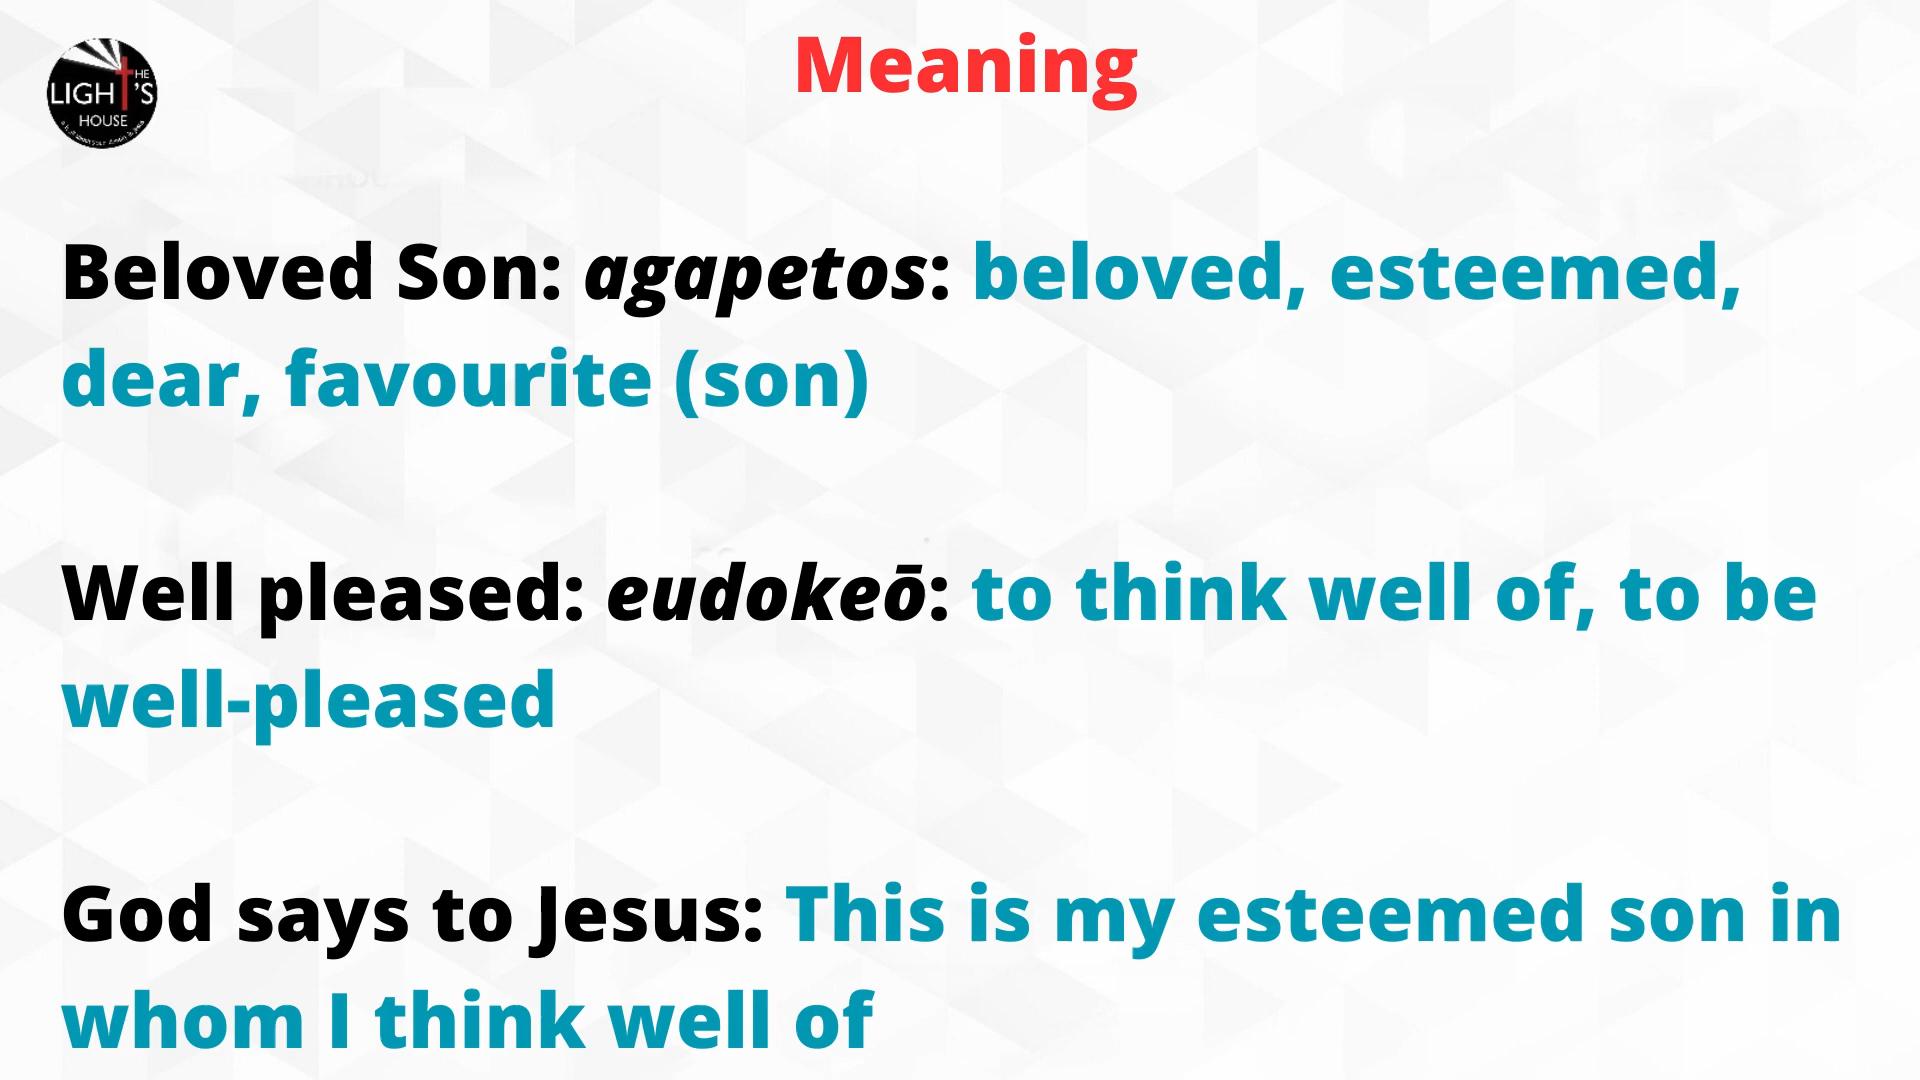 Meaning
THE
LIGHT'S
HOUSE
Beloved Son: agapetos: beloved, esteemed,
dear, favourite (son)
Well pleased: eudokeō: to think well of, to be
well-pleased
God says to Jesus: This is my esteemed son in
whom I think well of